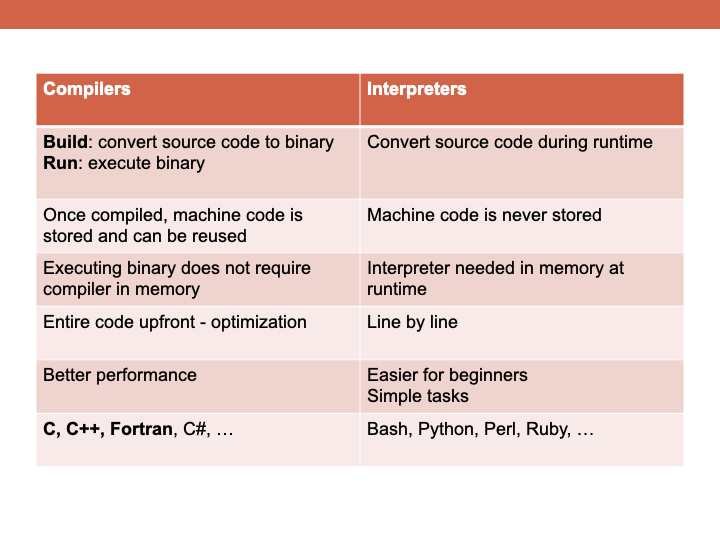 Compilers
Interpreters
Build: convert source code to binary
Run: execute binary
Convert source code during runtime
Once compiled, machine code is
stored and can be reused
Machine code is never stored
Executing binary does not require
compiler in memory
Interpreter needed in memory at
runtime
Entire code upfront - optimization
Line by line
Better performance
Easier for beginners
Simple tasks
C, C++, Fortran, C#, …
Bash, Python, Perl, Ruby, …